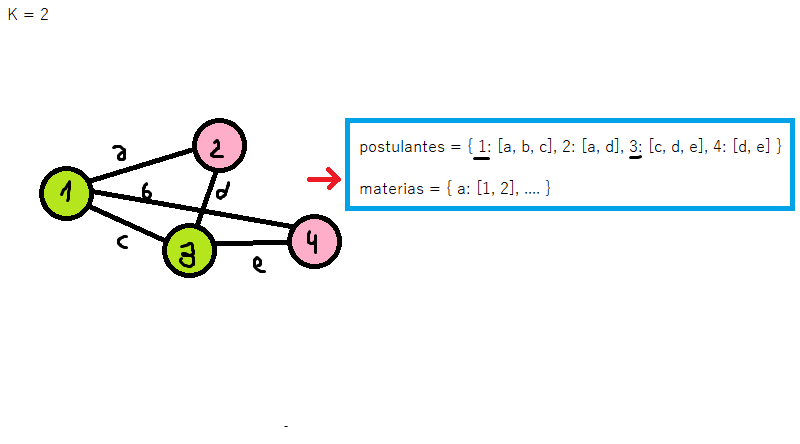 K = 2
a
2
1
b
d
c
3
4
e
postulantes = { 1: [a, b, c], 2: [a, d], 3: [c, d, e], 4: [d, e] }
materias = { a: [1, 2], .... }